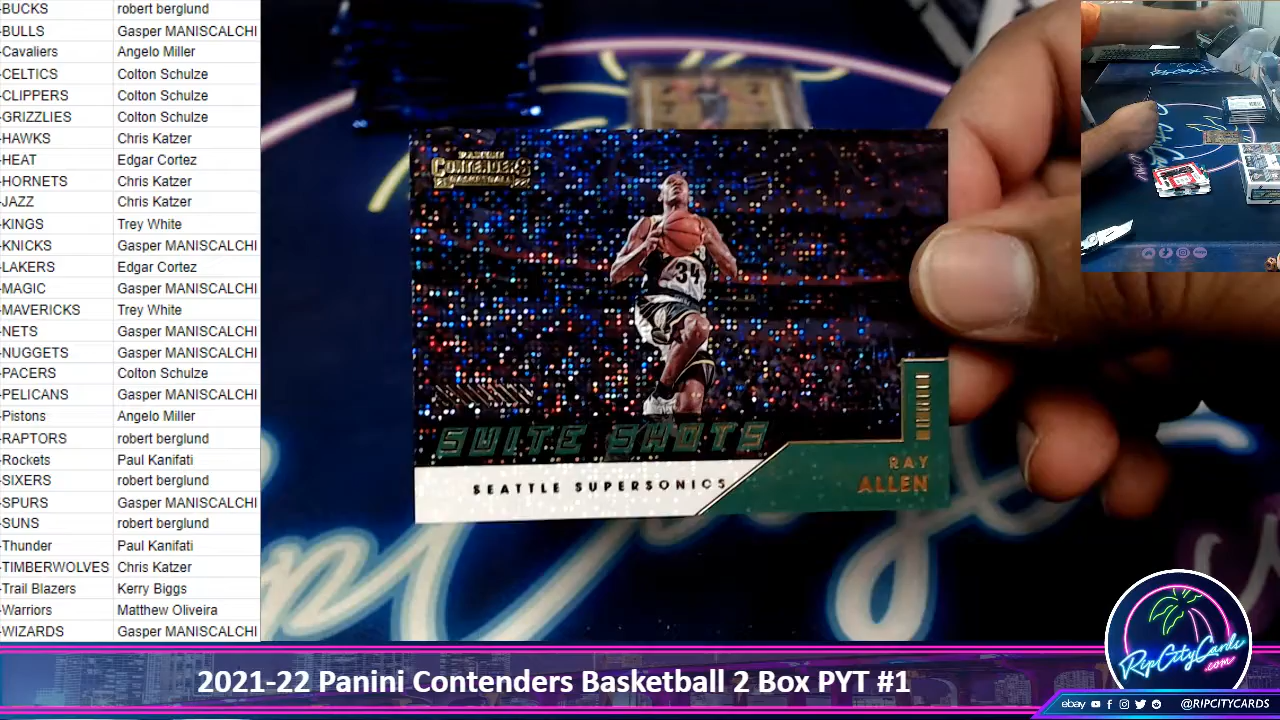 -BUCKS robert berglund
-BULLS Gasper MANISCALCHI
-Cavaliers Angelo Miller
-CELTICS Colton Schulze
-CLIPPERS Colton Schulze
-GRIZZLIES Colton Schulze
-HAWKS Chris Katzer
-HEAT Edgar Cortez
-HORNETS Chris Katzer
-JAZZ Chris Katzer
-KINGS Trey White
-KNICKS Gasper MANISCALCHI
-LAKERS Edgar Cortez
-MAGIC Gasper MANISCALCHI
-MAVERICKS Trey White
-NETS Gasper MANISCALCHI
-NUGGETS Gasper MANISCALCHI
-PACERS Colton Schulze
-PELICANS Gasper MANISCALCHI
-Pistons Angelo Miller
-RAPTORS robert berglund
-Rockets Paul Kanifati
-SIXERS robert berglund
-SPURS Gasper MANISCALCHI
-SUNS robert berglund
-Thunder Paul Kanifati
-TIMBERWOLVES Chris Katzer
-Trail Blazers Kerry Biggs
-Warriors Matthew Oliveira
-WIZARDS Gasper MANISCALCHI
PANINI
CONTENDERS
BASKETBALL
34
SUITE SHOTS
SEATTLE SUPERSONICS
RAY
ALLEN
RipCityCards
.com
2021-22 Panini Contenders Basketball 2 Box PYT #1
ebay @RIPCITYCARDS